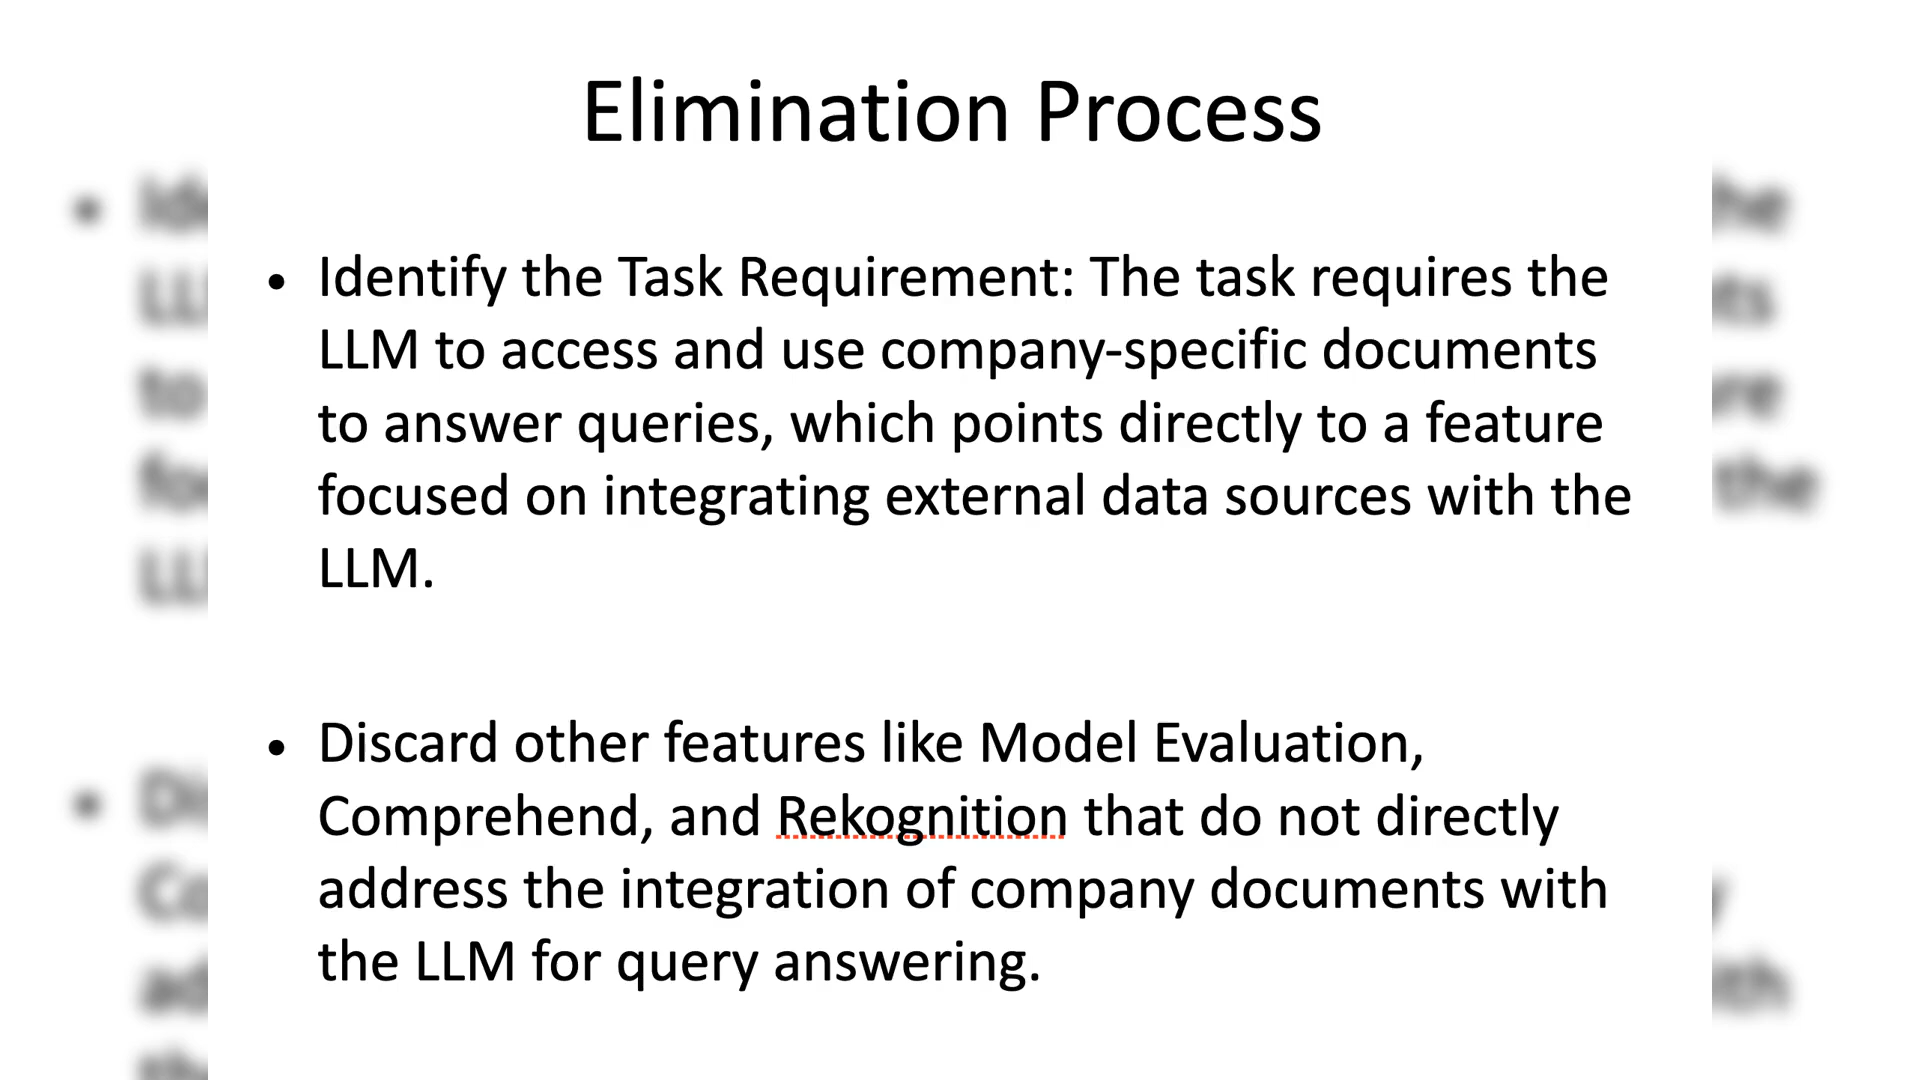 Elimination Process
• Identify the Task Requirement: The task requires the
LLM to access and use company-specific documents
to answer queries, which points directly to a feature
focused on integrating external data sources with the
LLM.
• Discard other features like Model Evaluation,
Comprehend, and Rekognition that do not directly
address the integration of company documents with
the LLM for query answering.